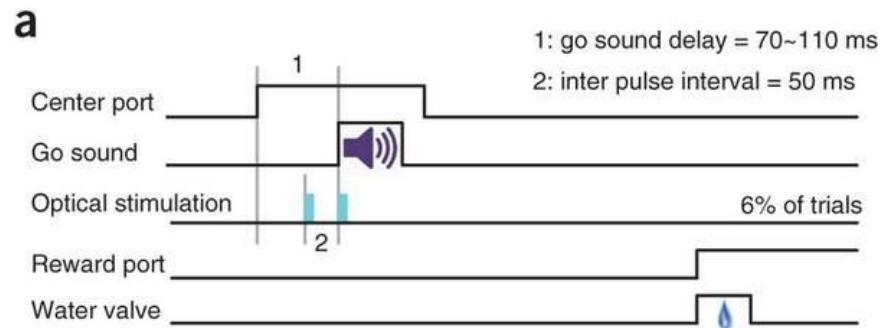 a
1: go sound delay = 70~110 ms
1
2: inter pulse interval = 50 ms
Center port
Go sound
Optical stimulation
6% of trials
2
Reward port
Water valve